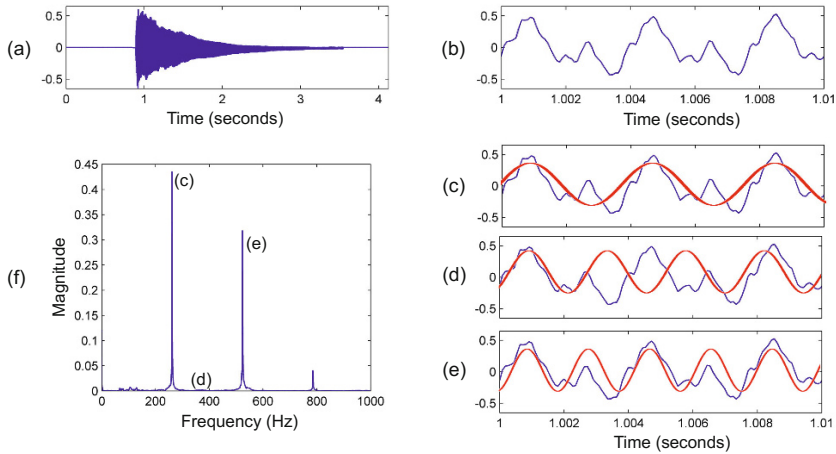 (a)
0.5
0
-0.5
0 1 2 3 4
Time (seconds)
(b)
0.5
0
-0.5
1 1.002 1.004 1.006 1.008 1.01
Time (seconds)
(f)
Magnitude
0.45
0.4
0.35
0.3
0.25
0.2
0.15
0.1
0.05
0
(c)
(e)
(d)
0 200 400 600 800 1000
Frequency (Hz)
(c)
0.5
0
-0.5
(d)
0.5
0
-0.5
(e)
0.5
0
-0.5
1 1.002 1.004 1.006 1.008 1.01
Time (seconds)